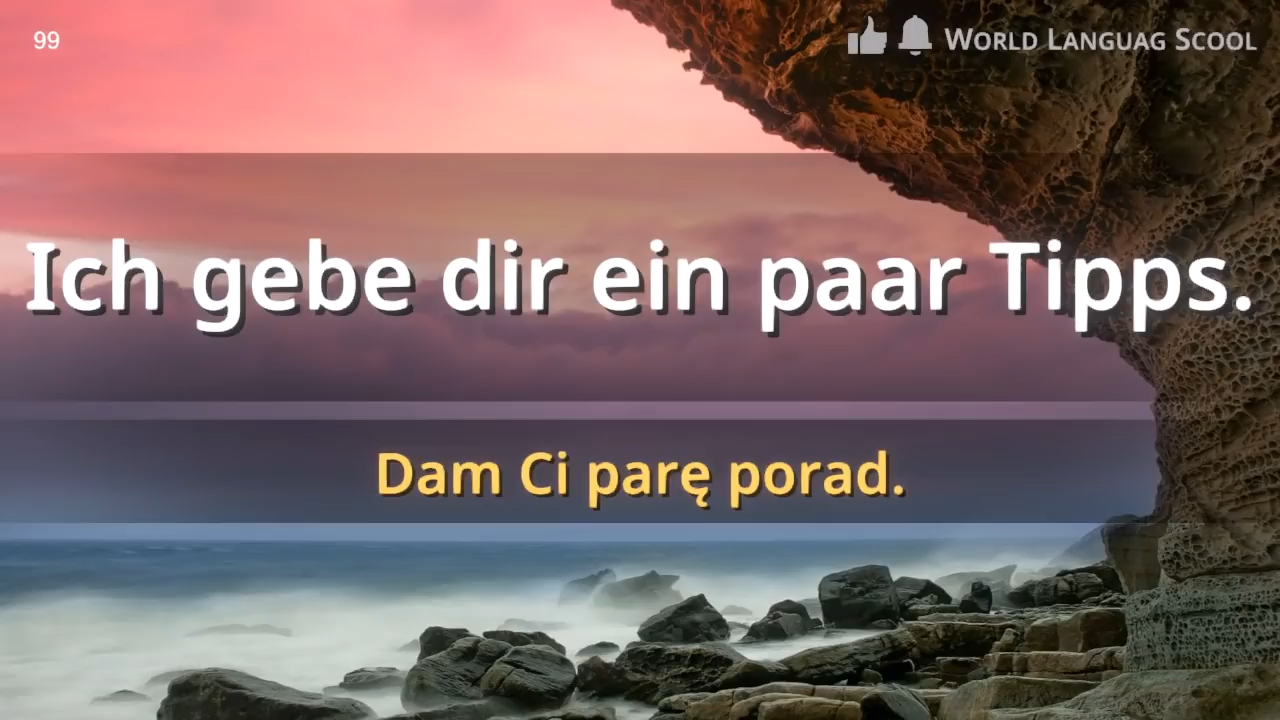 99
World Languag Scool
Ich gebe dir ein paar Tipps.
Dam Ci parę porad.